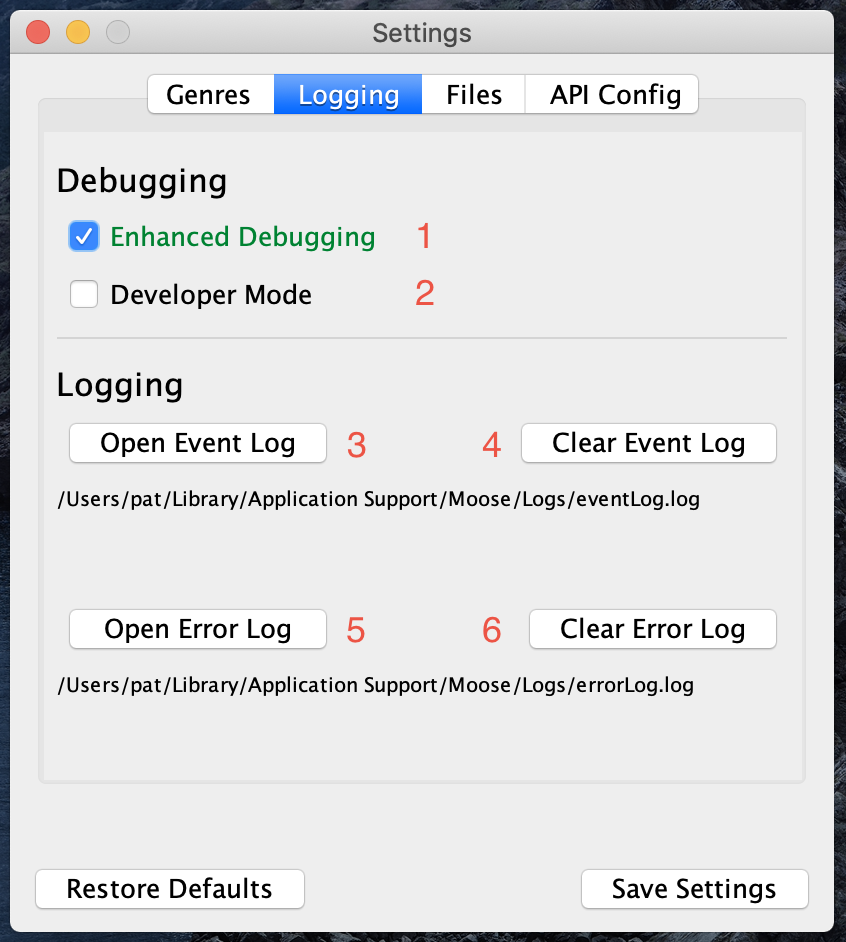 Settings
Genres Logging Files API Config
Debugging
Enhanced Debugging 1
Developer Mode 2
Logging
Open Event Log 3 4 Clear Event Log
/Users/pat/Library/Application Support/Moose/Logs/eventLog.log
Open Error Log 5 6 Clear Error Log
/Users/pat/Library/Application Support/Moose/Logs/errorLog.log
Restore Defaults Save Settings